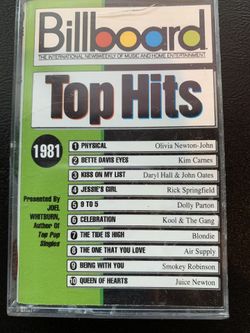 Billboard
THE INTERNATIONAL NEWSWEEKLY OF MUSIC AND HOME ENTERTAINMENT
Top Hits
1981
Presented By
JOEL
WHITBURN,
Author Of
Top Pop
Singles
1 PHYSICAL Olivia Newton-John
2 BETTE DAVIS EYES Kim Carnes
3 KISS ON MY LIST Daryl Hall & John Oates
4 JESSIE'S GIRL Rick Springfield
5 9 TO 5 Dolly Parton
6 CELEBRATION Kool & The Gang
7 THE TIDE IS HIGH Blondie
8 THE ONE THAT YOU LOVE Air Supply
9 BEING WITH YOU Smokey Robinson
10 QUEEN OF HEARTS Juice Newton